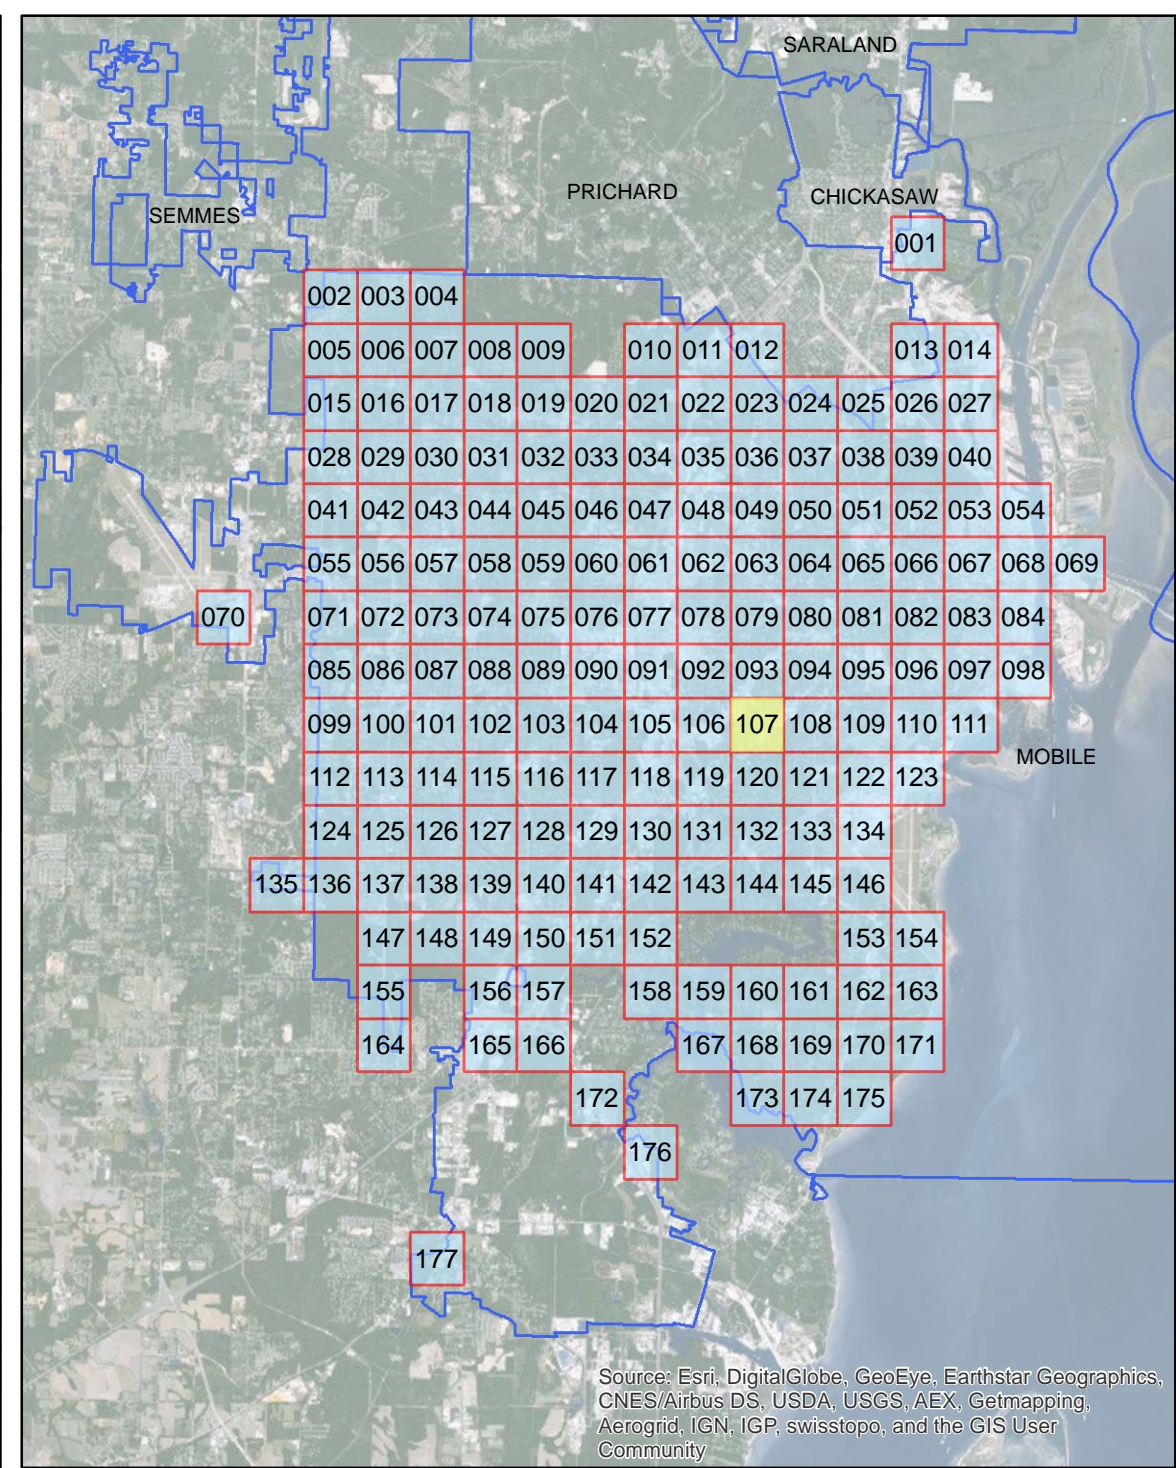 SARALAND
PRICHARD
CHICKASAW
SEMMES
001
002 003 004
005 006 007 008 009 010 011 012 013 014
015 016 017 018 019 020 021 022 023 024 025 026 027
028 029 030 031 032 033 034 035 036 037 038 039 040
041 042 043 044 045 046 047 048 049 050 051 052 053 054
055 056 057 058 059 060 061 062 063 064 065 066 067 068 069
070 071 072 073 074 075 076 077 078 079 080 081 082 083 084
085 086 087 088 089 090 091 092 093 094 095 096 097 098
099 100 101 102 103 104 105 106 107 108 109 110 111
MOBILE
112 113 114 115 116 117 118 119 120 121 122 123
124 125 126 127 128 129 130 131 132 133 134
135 136 137 138 139 140 141 142 143 144 145 146
147 148 149 150 151 152 153 154
155 156 157 158 159 160 161 162 163
164 165 166 167 168 169 170 171
172 173 174 175
176
177
Source: Esri, DigitalGlobe, GeoEye, Earthstar Geographics,
CNES/Airbus DS, USDA, USGS, AEX, Getmapping,
Aerogrid, IGN, IGP, swisstopo, and the GIS User
Community